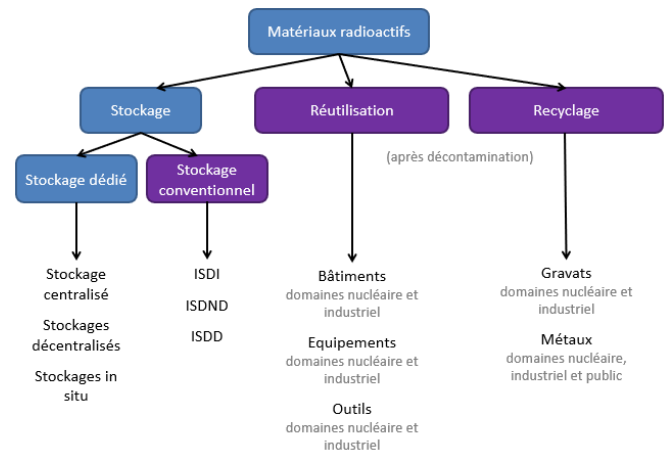 Matériaux radioactifs
Stockage
Réutilisation
Recyclage
(après décontamination)
Stockage dédié
Stockage
conventionnel
Stockage
centralisé
Stockages
décentralisés
Stockages in
situ
ISDI
ISDND
ISDD
Bâtiments
domaines nucléaire et
industriel
Equipements
domaines nucléaire et
industriel
Outils
domaines nucléaire et
industriel
Gravats
domaines nucléaire et
industriel
Métaux
domaines nucléaire,
industriel et public